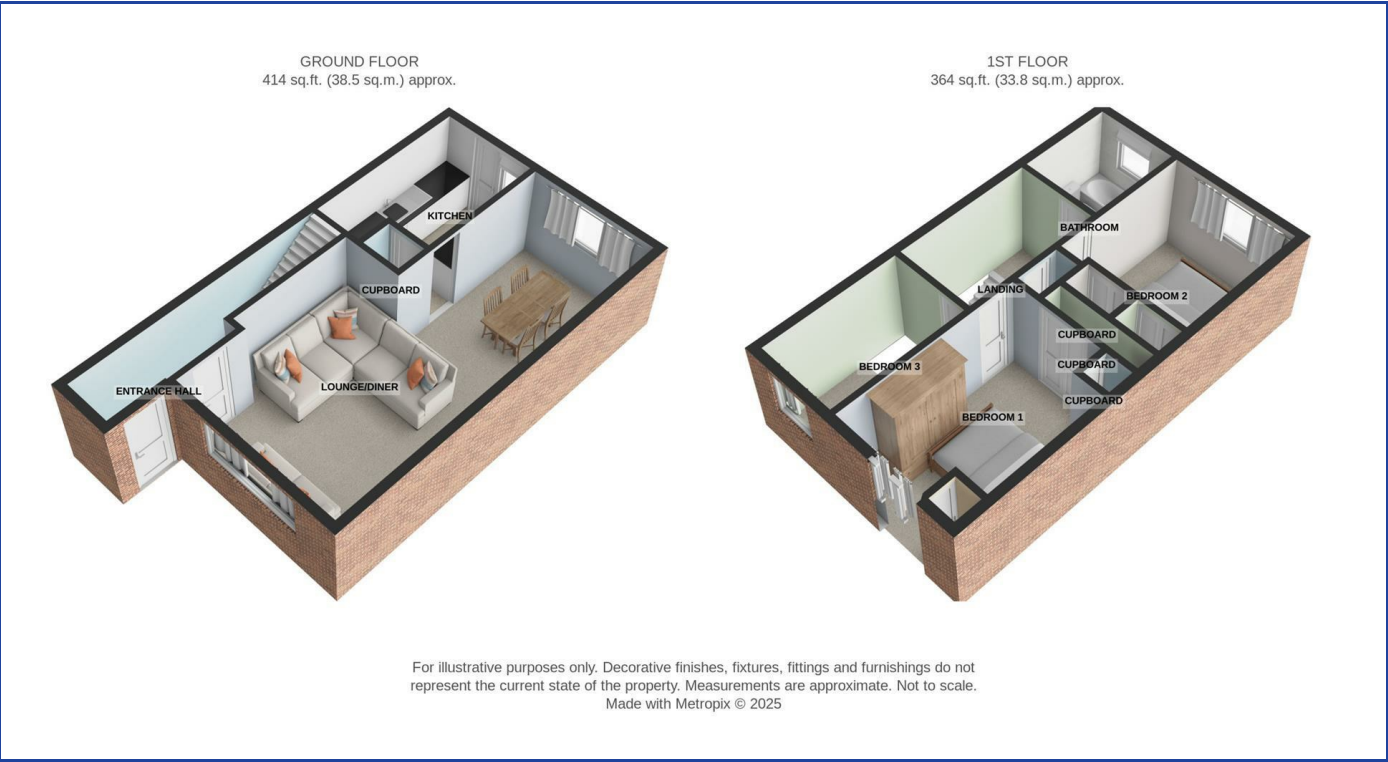 GROUND FLOOR
414 sq.ft. (38.5 sq.m.) approx.
KITCHEN
CUPBOARD
LOUNGE/DINER
ENTRANCE HALL
1ST FLOOR
364 sq.ft. (33.8 sq.m.) approx.
BATHROOM
LANDING
BEDROOM 2
CUPBOARD
CUPBOARD
BEDROOM 3
CUPBOARD
BEDROOM 1
For illustrative purposes only. Decorative finishes, fixtures, fittings and furnishings do not
represent the current state of the property. Measurements are approximate. Not to scale.
Made with Metropix © 2025